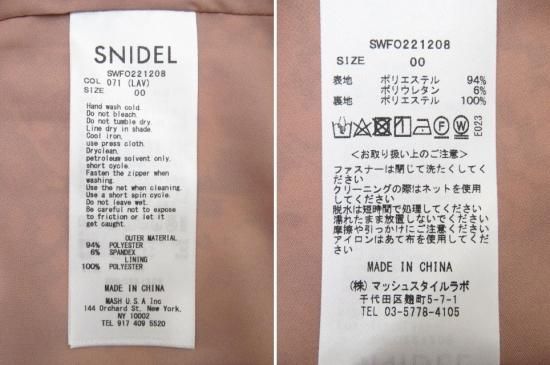 SNIDEL
SWFO221208
COL 071 (LAV)
SIZE 00
Hand wash cold.
Do not bleach.
Do not tumble dry.
Line dry in shade.
Cool iron,
use press cloth.
Dryclean,
petroleum solvent only,
short cycle.
Fasten the zipper when
washing.
Use the net when cleaning.
Use a short spin cycle.
Do not leave wet.
Be careful not to expose
to friction or let it
get caught.
OUTER MATERIAL
94% POLYESTER
6% SPANDEX
LINING
100% POLYESTER
MADE IN CHINA
MASH U.S.A Inc
144 Orchard St. New York.
NY 10002
TEL 917 409 5520
SWFO221208
SIZE 00
表地 ポリエステル 94%
ポリウレタン 6%
裏地 ポリエステル 100%
E023
<お取り扱い上のご注意>
ファスナーは閉じて洗たくしてく
ださい
クリーニングの際はネットを使用
してください
脱水は短時間で処理してください
濡れたまま放置しないでください
摩擦や引っかけにご注意ください
アイロンはあて布を使用してくだ
さい
MADE IN CHINA
(株)マッシュスタイルラボ
千代田区麹町5-7-1
TEL 03-5778-4105